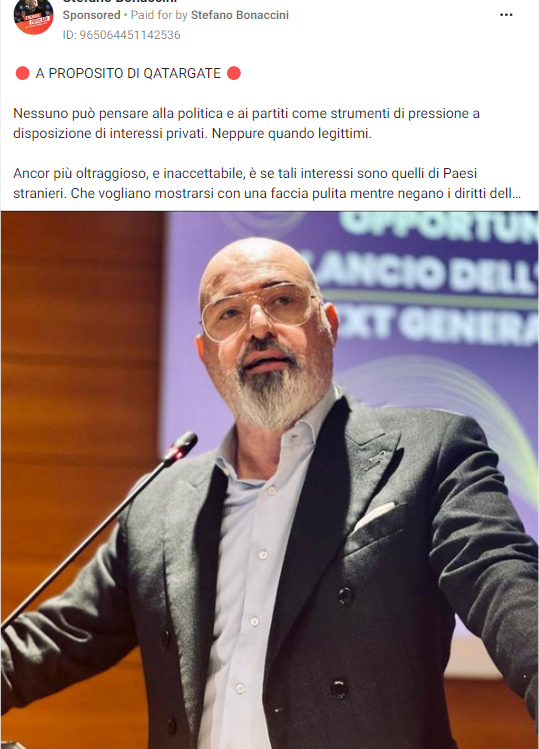 Stefano Bonaccini
Sponsored • Paid for by Stefano Bonaccini
ID: 965064451142536
🔴 A PROPOSITO DI QATARGATE 🔴
Nessuno può pensare alla politica e ai partiti come strumenti di pressione a
disposizione di interessi privati. Neppure quando legittimi.
Ancor più oltraggioso, e inaccettabile, è se tali interessi sono quelli di Paesi
stranieri. Che vogliano mostrarsi con una faccia pulita mentre negano i diritti dell...
OPPORTUN
ANCIO DELL'
XT GENERA